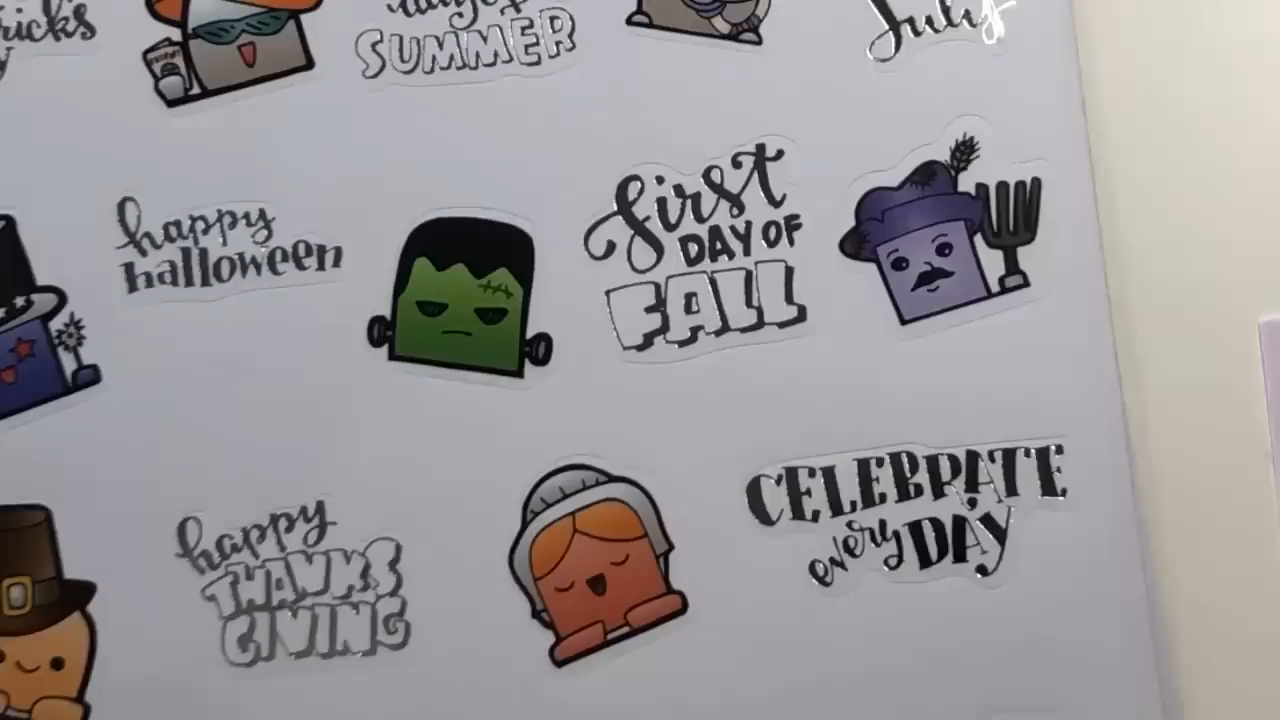 SUMMER
July
happy
halloween
first
DAY OF
FALL
happy
THANKS
GIVING
CELEBRATE
every DAY